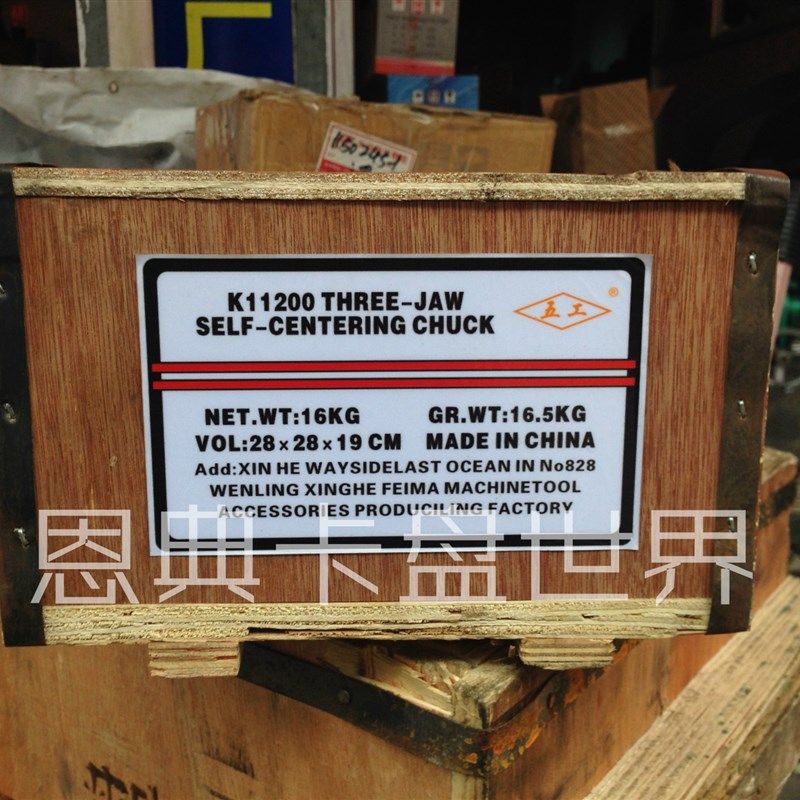 K11200 THREE-JAW
SELF-CENTERING CHUCK
五工®
NET.WT:16KG GR.WT:16.5KG
VOL:28×28×19 CM MADE IN CHINA
Add:XIN HE WAYSIDELAST OCEAN IN No828
WENLING XINGHE FEIMA MACHINETOOL
ACCESSORIES PRODUCILING FACTORY
恩典卡盘世界